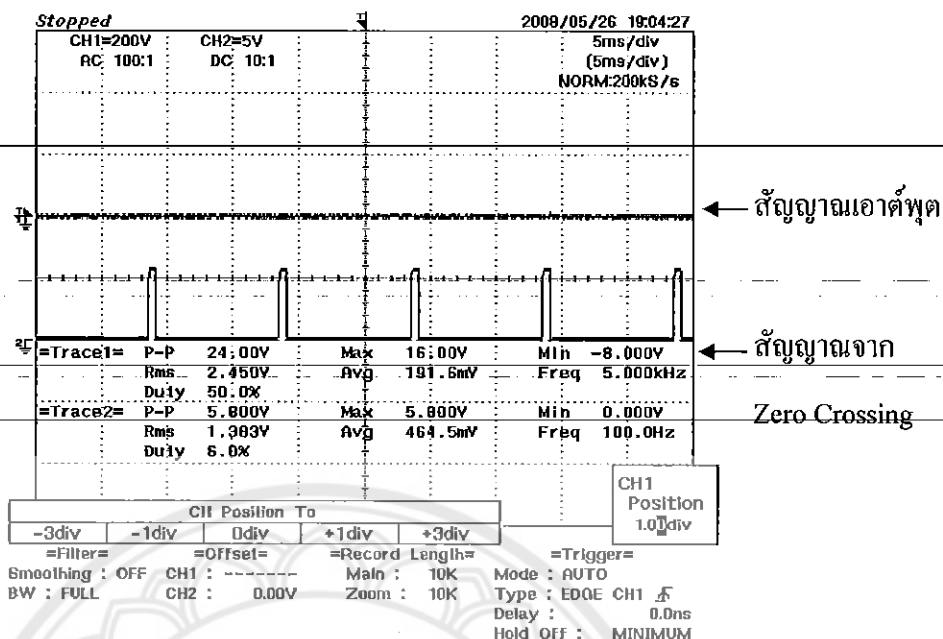 Stopped 2008/05/26 19:04:27
CH1=200V CH2=5V 5ms/div
AC 100:1 DC 10:1 (5ms/div)
NORM:200kS/s
สัญญาณเอาต์พุต
=Trace1= P-P 24.00V Max 16.00V Min -8.000V
Rms 2.450V Avg 191.6mV Freq 5.000kHz
Duty 50.0%
=Trace2= P-P 5.800V Max 5.800V Min 0.000V
Rms 1.383V Avg 464.5mV Freq 100.0Hz
Duty 6.0%
สัญญาณจาก
Zero Crossing
CH1
Position
1.00div
CH Position To
-3div -1div 0div +1div +3div
=Filter= =Offset= =Record Length= =Trigger=
Smoothing : OFF CH1 : ------- Main : 10K Mode : AUTO
BW : FULL CH2 : 0.00V Zoom : 10K Type : EDGE CH1
Delay : 0.0ns
Hold Off : MINIMUM